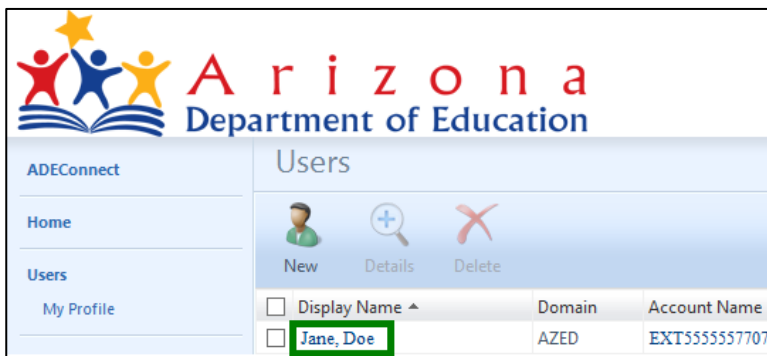 Arizona
Department of Education
ADEConnect
Home
Users
My Profile
Users
New Details Delete
Display Name Domain Account Name
Jane, Doe AZED EXT5555557707